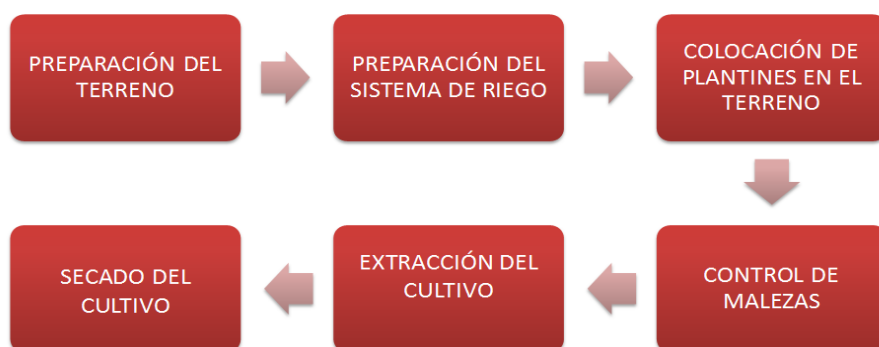 PREPARACIÓN DEL
TERRENO
PREPARACIÓN DEL
SISTEMA DE RIEGO
COLOCACIÓN DE
PLANTINES EN EL
TERRENO
CONTROL DE
MALEZAS
EXTRACCIÓN DEL
CULTIVO
SECADO DEL
CULTIVO